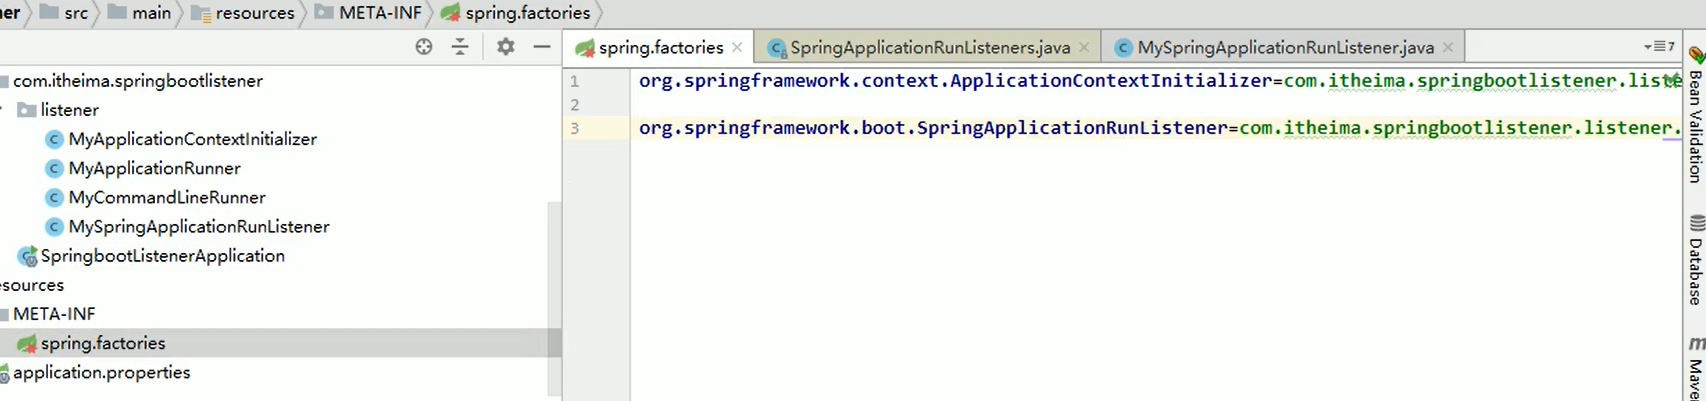 er src main resources META-INF spring.factories
com.itheima.springbootlistener
listener
MyApplicationContextInitializer
MyApplicationRunner
MyCommandLineRunner
MySpringApplicationRunListener
SpringbootListenerApplication
esources
META-INF
spring.factories
application.properties
spring.factories SpringApplicationRunListeners.java MySpringApplicationRunListener.java 7
1 org.springframework.context.ApplicationContextInitializer=com.itheima.springbootlistener.liste
2
3 org.springframework.boot.SpringApplicationRunListener=com.itheima.springbootlistener.listener.
Bean Validation
Database
m Maven